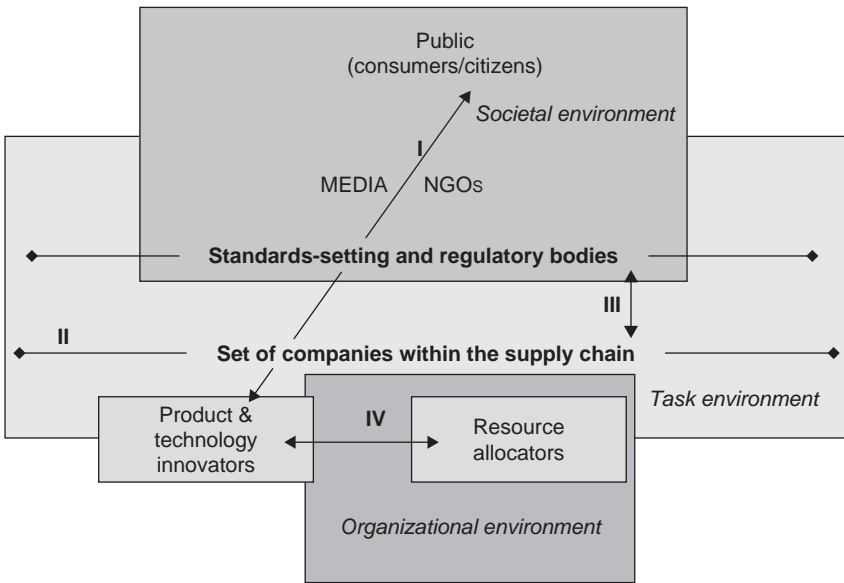 Public
(consumers/citizens)
Societal environment
I
MEDIA NGOs
Standards-setting and regulatory bodies
III
II
Set of companies within the supply chain
Task environment
Product &
technology
innovators
IV
Resource
allocators
Organizational environment